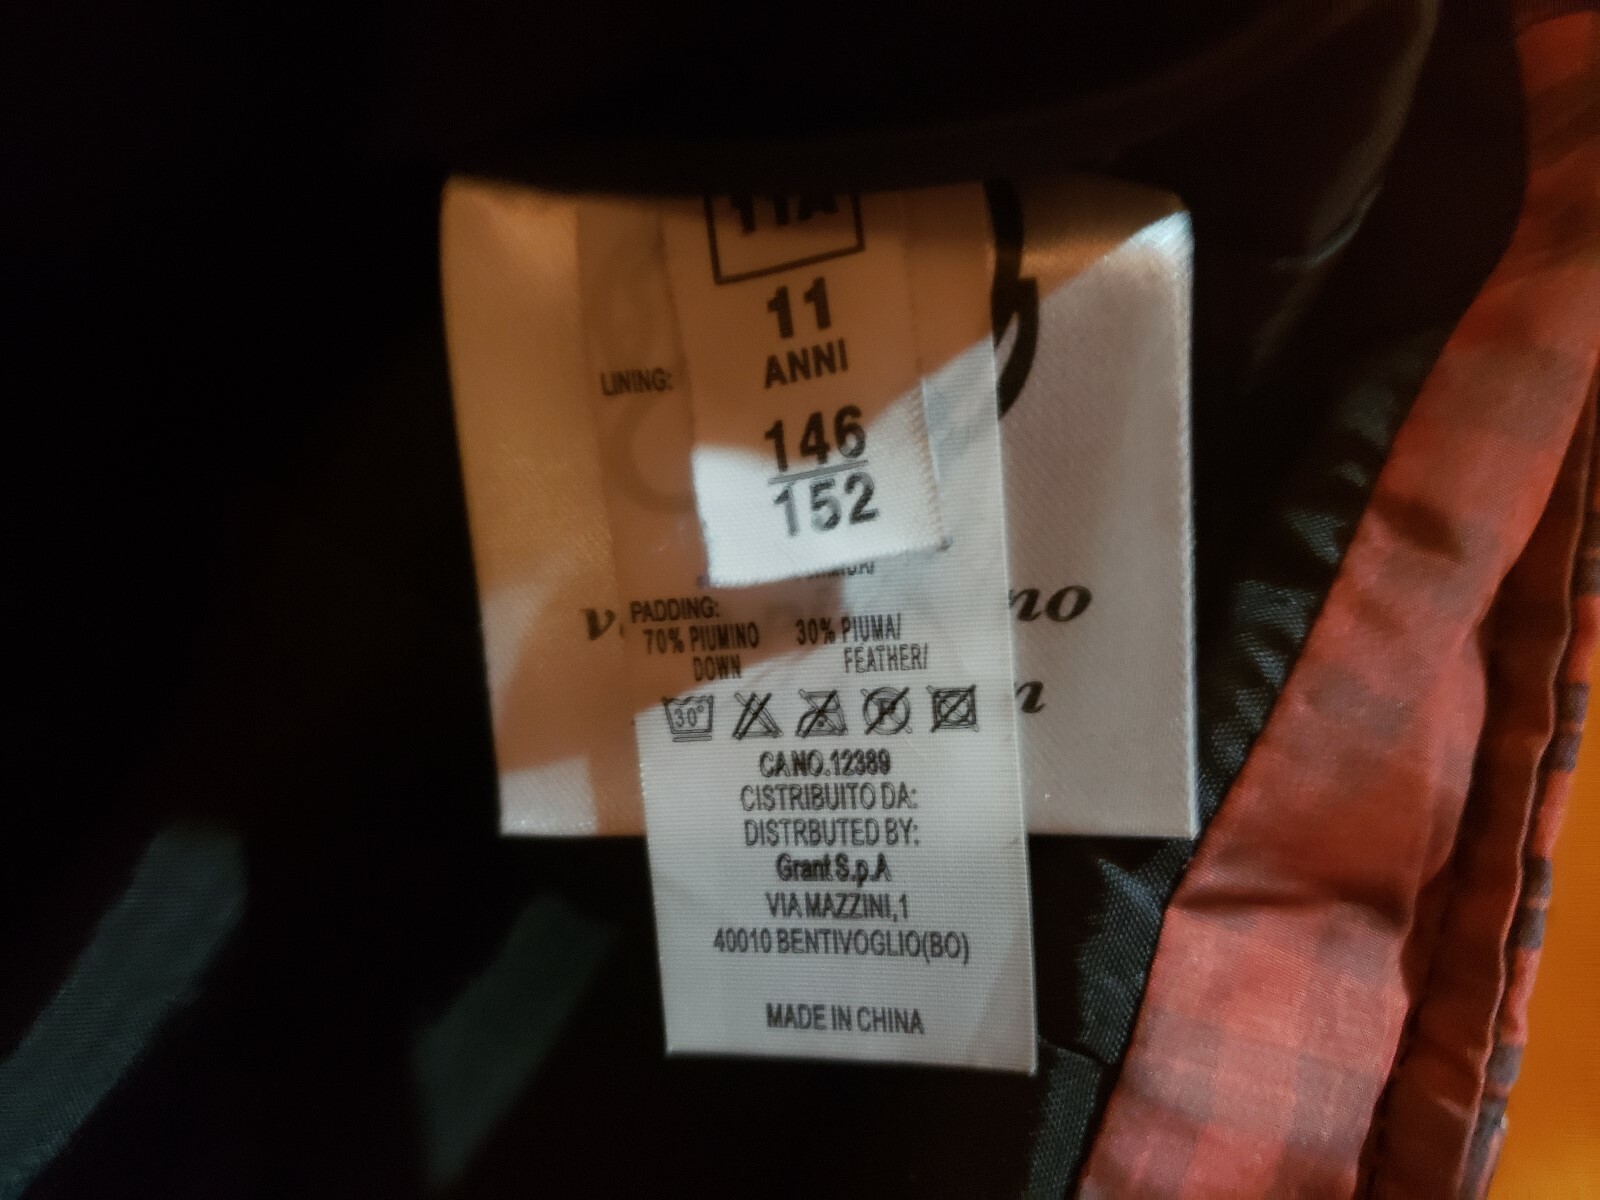 11A
11
ANNI
146
152
LINING:
PADDING:
70% PIUMINO 30% PIUMA/
DOWN FEATHER/
30°
CA NO.12389
CISTRIBUITO DA:
DISTRBUTED BY:
Grant S.p.A
VIA MAZZINI,1
40010 BENTIVOGLIO(BO)
MADE IN CHINA